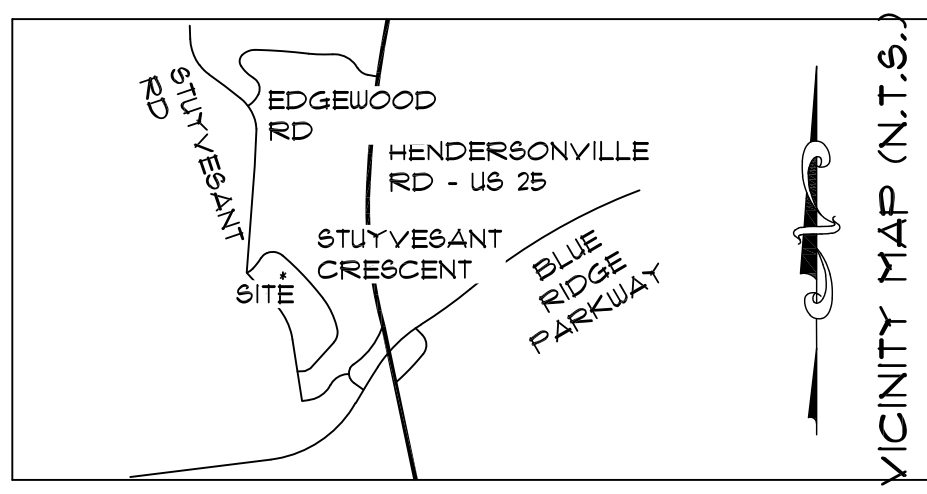 STUYVESANT
RD
EDGEWOOD
RD
HENDERSONVILLE
RD - US 25
STUYVESANT
CRESCENT
SITE
BLUE
RIDGE
PARKWAY
VICINITY MAP (N.T.S.)